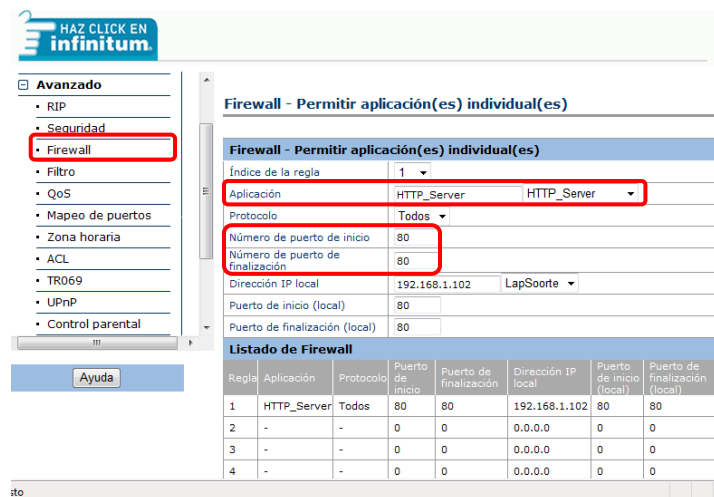 HAZ CLICK EN
infinitum.
Avanzado
RIP
Seguridad
Firewall
Filtro
QoS
Mapeo de puertos
Zona horaria
ACL
TR069
UPnP
Control parental
Ayuda
Firewall - Permitir aplicación(es) individual(es)
Firewall - Permitir aplicación(es) individual(es)
Índice de la regla 1
Aplicación HTTP_Server HTTP_Server
Protocolo Todos
Número de puerto de inicio 80
Número de puerto de
finalización 80
Dirección IP local 192.168.1.102 LapSoorte
Puerto de inicio (local) 80
Puerto de finalización (local) 80
Listado de Firewall
Regla Aplicación Protocolo Puerto de inicio Puerto de finalización Dirección IP local Puerto de inicio (local) Puerto de finalización (local)
1 HTTP_Server Todos 80 80 192.168.1.102 80 80
2 - - 0 0 0.0.0.0 0 0
3 - - 0 0 0.0.0.0 0 0
4 - - 0 0 0.0.0.0 0 0
sto